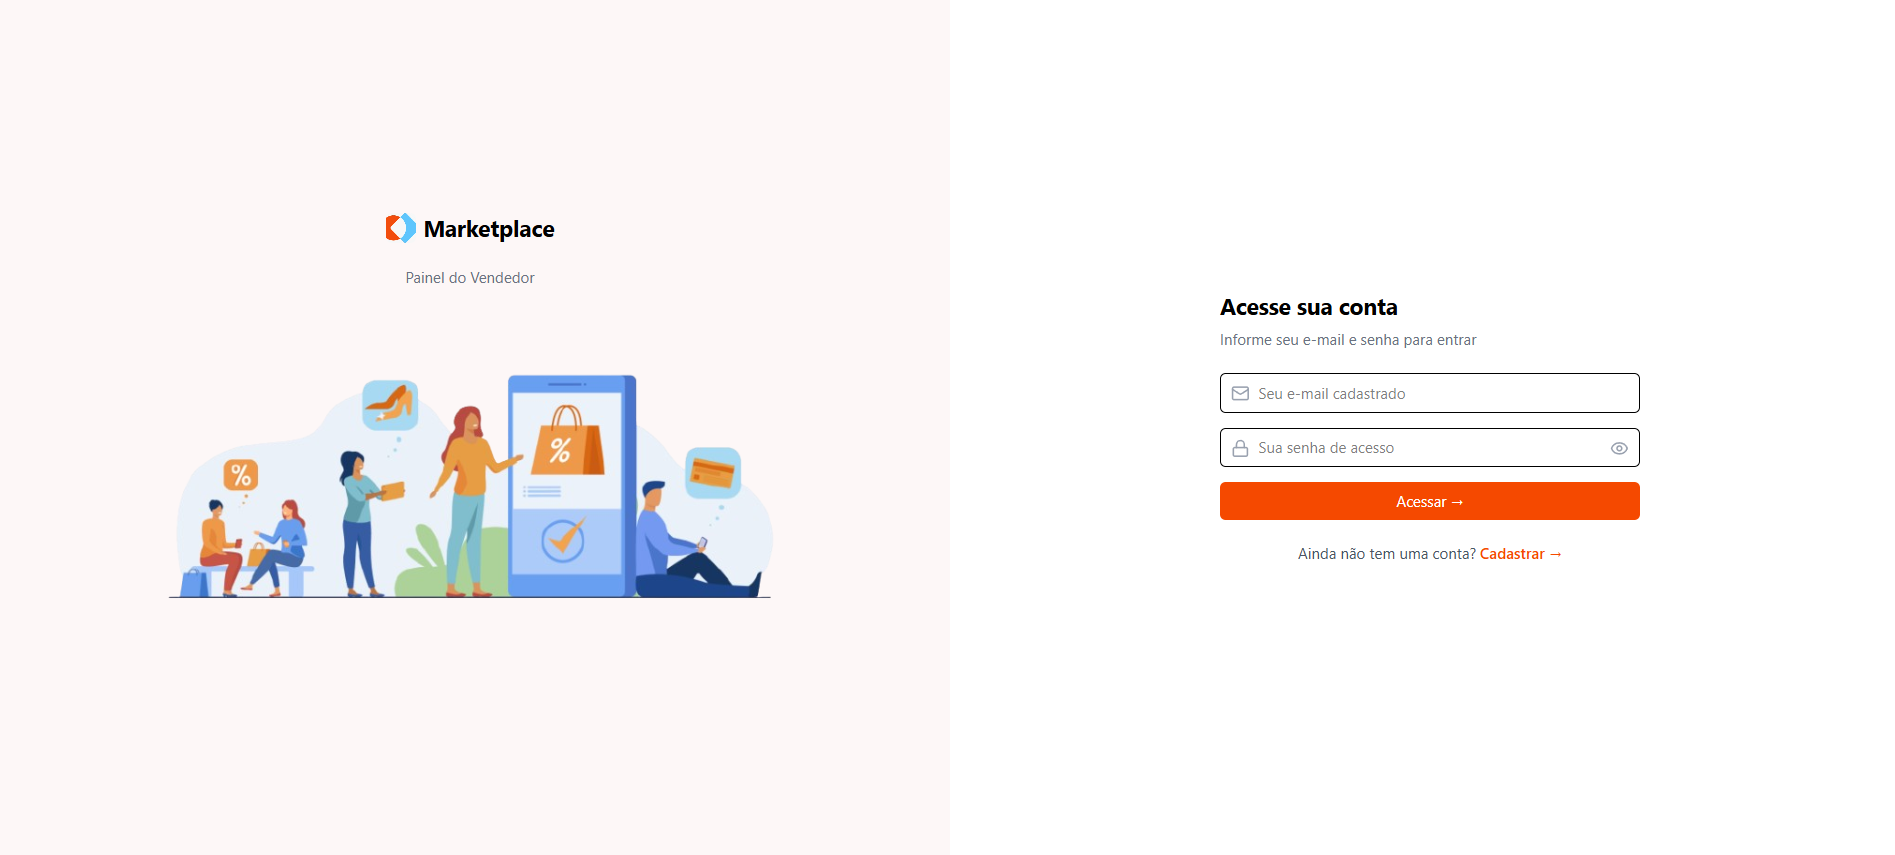 Marketplace
Painel do Vendedor
%
%
Acesse sua conta
Informe seu e-mail e senha para entrar
Seu e-mail cadastrado
Sua senha de acesso
Acessar →
Ainda não tem uma conta? Cadastrar →